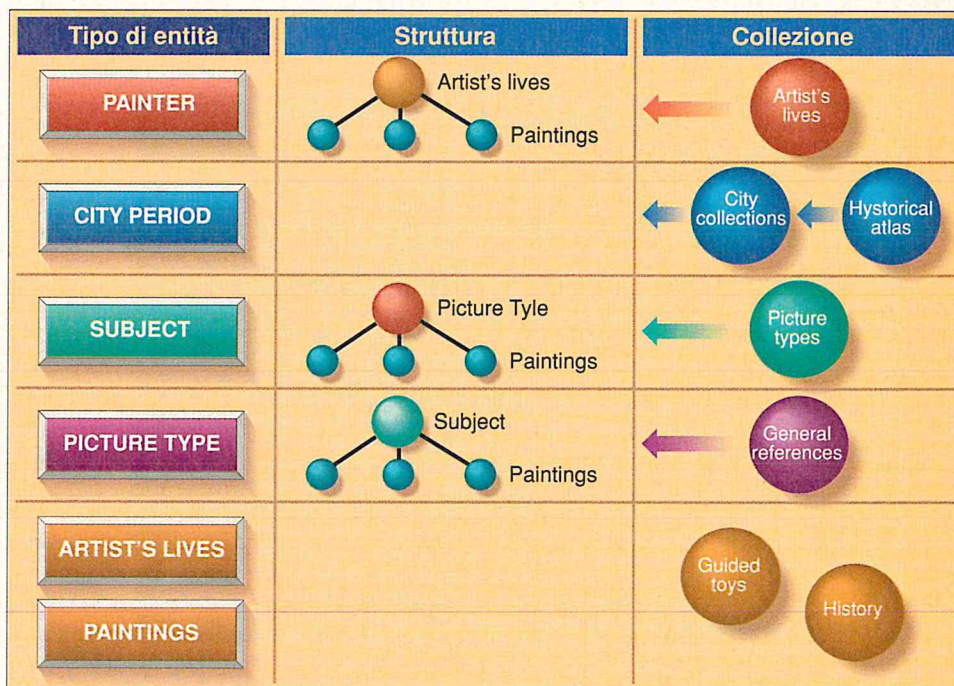 Tipo di entità
Struttura
Collezione
PAINTER
Artist's lives
Paintings
Artist's
lives
CITY PERIOD
City
collections
Hystorical
atlas
SUBJECT
Picture Tyle
Paintings
Picture
types
PICTURE TYPE
Subject
Paintings
General
references
ARTIST'S LIVES
PAINTINGS
Guided
toys
History